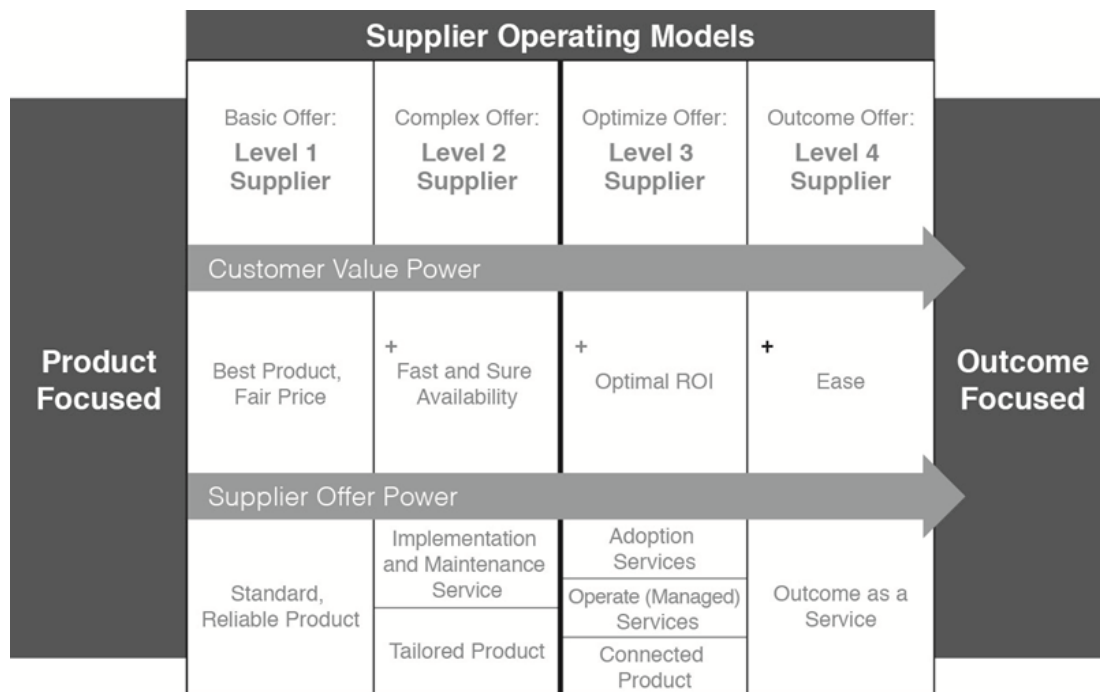 Supplier Operating Models
Basic Offer:
Level 1
Supplier
Complex Offer:
Level 2
Supplier
Optimize Offer:
Level 3
Supplier
Outcome Offer:
Level 4
Supplier
Customer Value Power
Product
Focused
Best Product,
Fair Price
+
Fast and Sure
Availability
+
Optimal ROI
+
Ease
Outcome
Focused
Supplier Offer Power
Standard,
Reliable Product
Implementation
and Maintenance
Service
Tailored Product
Adoption
Services
Operate (Managed)
Services
Connected
Product
Outcome as a
Service